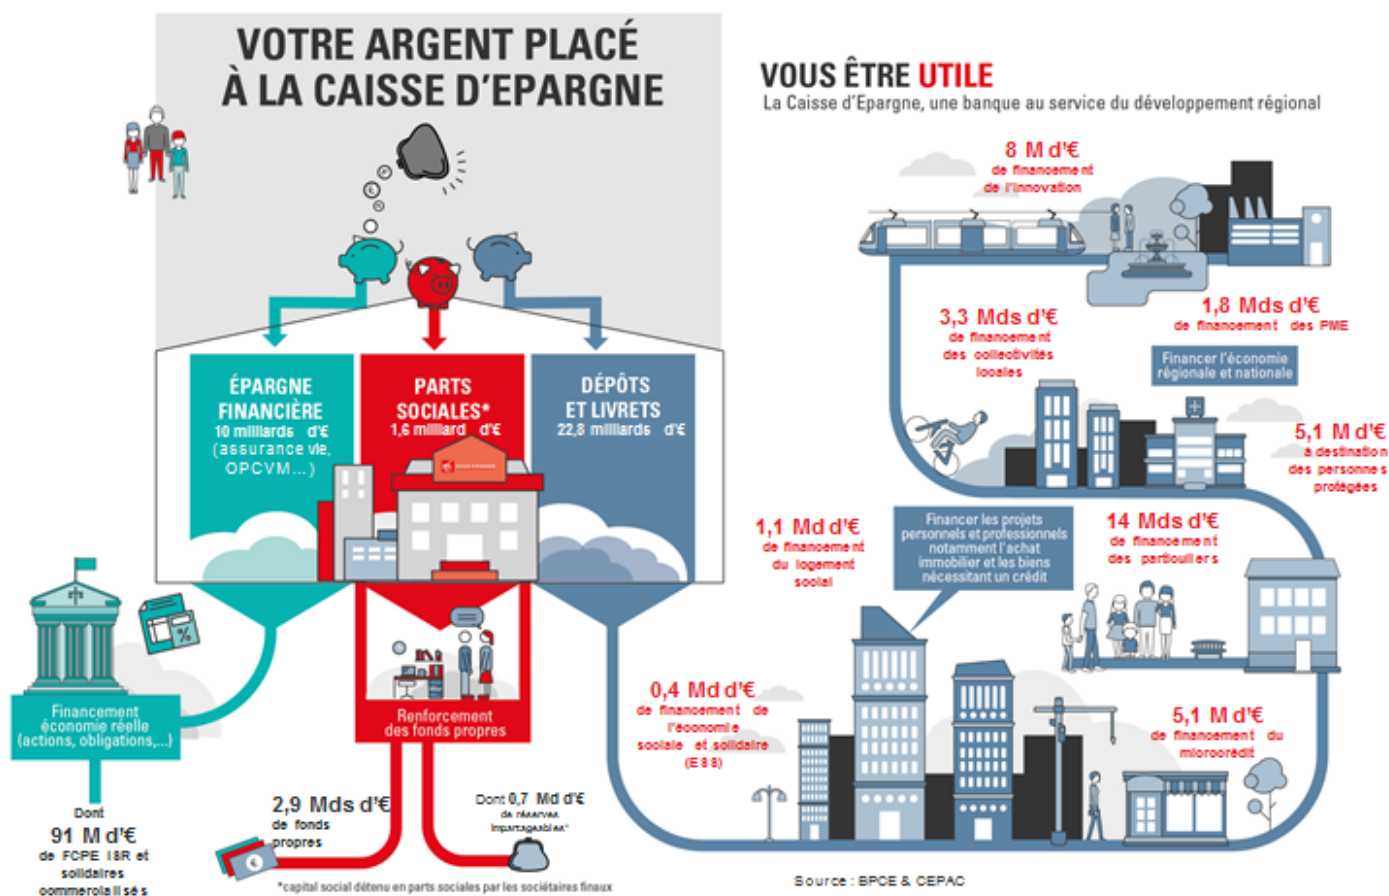 VOTRE ARGENT PLACÉ
À LA CAISSE D'EPARGNE
ÉPARGNE
FINANCIÈRE
10 milliards d'€
(assurance vie,
OPCVM...)
PARTS
SOCIALES*
1,6 milliard d'€
DÉPÔTS
ET LIVRETS
22,8 milliards d'€
Financement
économie réelle
(actions, obligations,...)
Dont
91 M d'€
de FCPE ISR et
solidaires
commercialisés
Renforcement
des fonds propres
2,9 Mds d'€
de fonds
propres
Dont 0,7 Md d'€
de réserves
impartageables*
*capital social détenu en parts sociales par les sociétaires finaux
VOUS ÊTRE UTILE
La Caisse d'Epargne, une banque au service du développement régional
8 M d'€
de financement
de l'innovation
1,8 Mds d'€
de financement des PME
3,3 Mds d'€
de financement
des collectivités
locales
Financer l'économie
régionale et nationale
5,1 M d'€
à destination
des personnes
protégées
1,1 Md d'€
de financement
du logement
social
Financer les projets
personnels et professionnels
notamment l'achat
immobilier et les biens
nécessitant un crédit
14 Mds d'€
de financement
des particuliers
0,4 Md d'€
de financement de
l'économie
sociale et solidaire
(ESS)
5,1 M d'€
de financement du
microcrédit
Source : BPCE & CEPAC